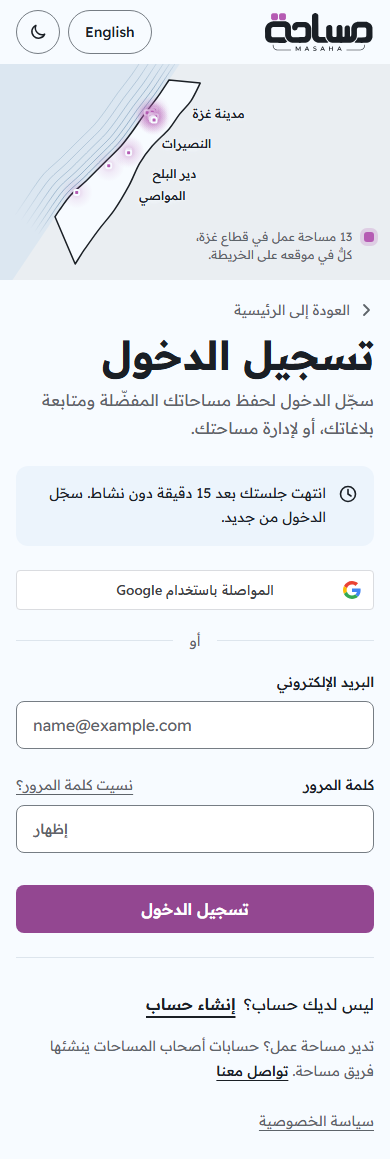 مساحة
MASAHA
English
مدينة غزة
النصيرات
دير البلح
المواصي
13 مساحة عمل في قطاع غزة،
كلٌّ في موقعه على الخريطة.
العودة إلى الرئيسية
تسجيل الدخول
سجّل الدخول لحفظ مساحاتك المفضّلة ومتابعة
بلاغاتك، أو لإدارة مساحتك.
انتهت جلستك بعد 15 دقيقة دون نشاط. سجّل
الدخول من جديد.
المواصلة باستخدام Google
أو
البريد الإلكتروني
name@example.com
كلمة المرور
نسيت كلمة المرور؟
إظهار
تسجيل الدخول
ليس لديك حساب؟ إنشاء حساب
تدير مساحة عمل؟ حسابات أصحاب المساحات ينشئها
فريق مساحة. تواصل معنا
سياسة الخصوصية